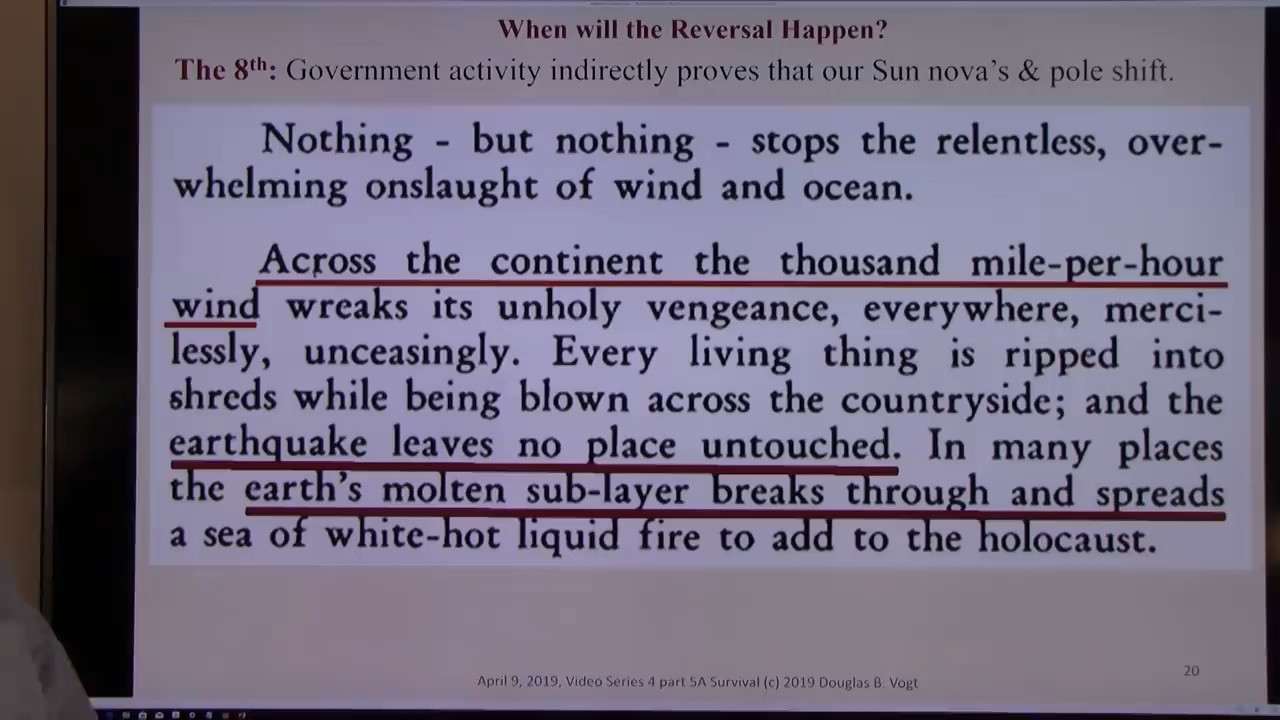 When will the Reversal Happen?
The 8th: Government activity indirectly proves that our Sun nova's & pole shift.
Nothing - but nothing - stops the relentless, over-
whelming onslaught of wind and ocean.
Across the continent the thousand mile-per-hour
wind wreaks its unholy vengeance, everywhere, merci-
lessly, unceasingly. Every living thing is ripped into
shreds while being blown across the countryside; and the
earthquake leaves no place untouched. In many places
the earth's molten sub-layer breaks through and spreads
a sea of white-hot liquid fire to add to the holocaust.
20
April 9, 2019, Video Series 4 part 5A Survival (c) 2019 Douglas B. Vogt